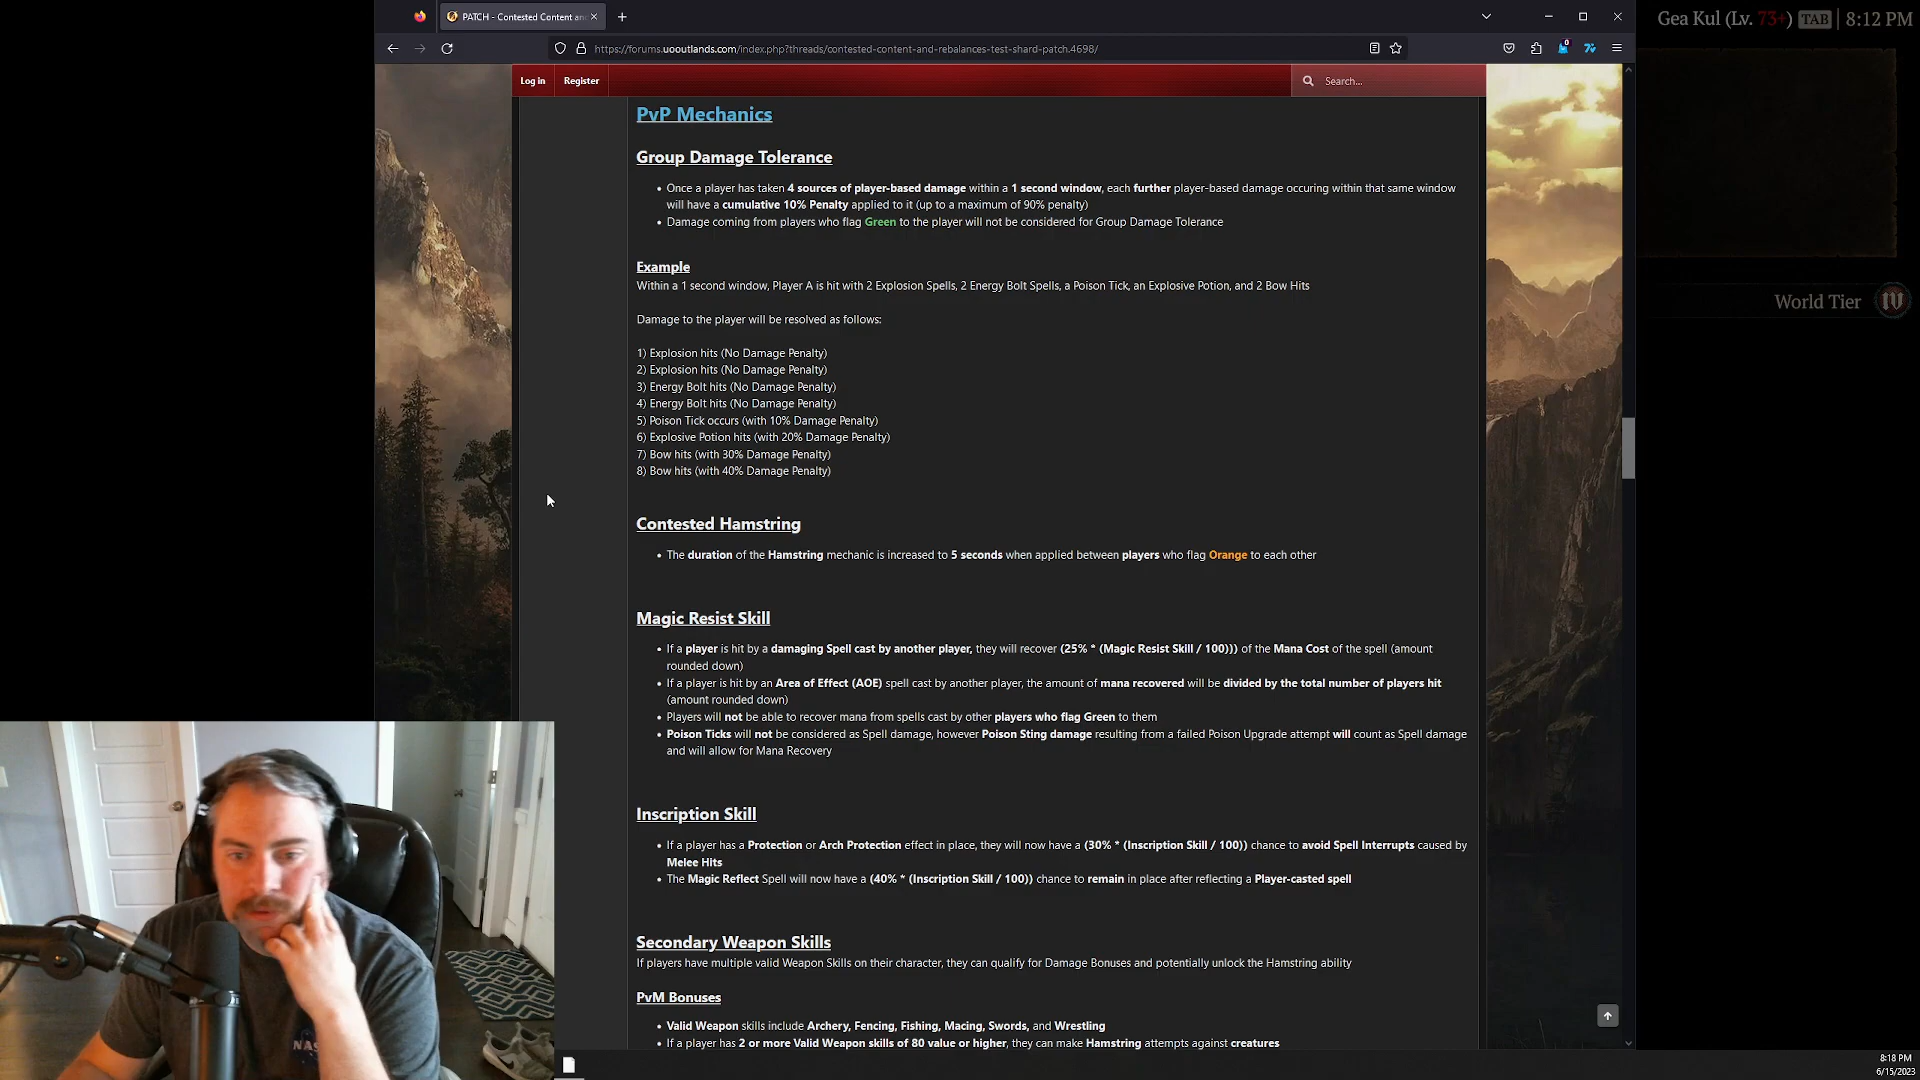 PATCH - Contested Content an
Gea Kul (Lv. 73+) TAB | 8:12 PM
https://forums.uooutlands.com/index.php?threads/contested-content-and-rebalances-test-shard-patch.4698/
0
Log in Register Search...
PvP Mechanics
Group Damage Tolerance
• Once a player has taken 4 sources of player-based damage within a 1 second window, each further player-based damage occuring within that same window
will have a cumulative 10% Penalty applied to it (up to a maximum of 90% penalty)
• Damage coming from players who flag Green to the player will not be considered for Group Damage Tolerance
Example
Within a 1 second window, Player A is hit with 2 Explosion Spells, 2 Energy Bolt Spells, a Poison Tick, an Explosive Potion, and 2 Bow Hits
World Tier IV
Damage to the player will be resolved as follows:
1) Explosion hits (No Damage Penalty)
2) Explosion hits (No Damage Penalty)
3) Energy Bolt hits (No Damage Penalty)
4) Energy Bolt hits (No Damage Penalty)
5) Poison Tick occurs (with 10% Damage Penalty)
6) Explosive Potion hits (with 20% Damage Penalty)
7) Bow hits (with 30% Damage Penalty)
8) Bow hits (with 40% Damage Penalty)
Contested Hamstring
• The duration of the Hamstring mechanic is increased to 5 seconds when applied between players who flag Orange to each other
Magic Resist Skill
• If a player is hit by a damaging Spell cast by another player, they will recover (25% * (Magic Resist Skill / 100))) of the Mana Cost of the spell (amount
rounded down)
• If a player is hit by an Area of Effect (AOE) spell cast by another player, the amount of mana recovered will be divided by the total number of players hit
(amount rounded down)
• Players will not be able to recover mana from spells cast by other players who flag Green to them
• Poison Ticks will not be considered as Spell damage, however Poison Sting damage resulting from a failed Poison Upgrade attempt will count as Spell damage
and will allow for Mana Recovery
Inscription Skill
• If a player has a Protection or Arch Protection effect in place, they will now have a (30% * (Inscription Skill / 100)) chance to avoid Spell Interrupts caused by
Melee Hits
• The Magic Reflect Spell will now have a (40% * (Inscription Skill / 100)) chance to remain in place after reflecting a Player-casted spell
Secondary Weapon Skills
If players have multiple valid Weapon Skills on their character, they can qualify for Damage Bonuses and potentially unlock the Hamstring ability
PvM Bonuses
• Valid Weapon skills include Archery, Fencing, Fishing, Macing, Swords, and Wrestling
• If a player has 2 or more Valid Weapon skills of 80 value or higher, they can make Hamstring attempts against creatures
NASA
8:18 PM
6/15/2023